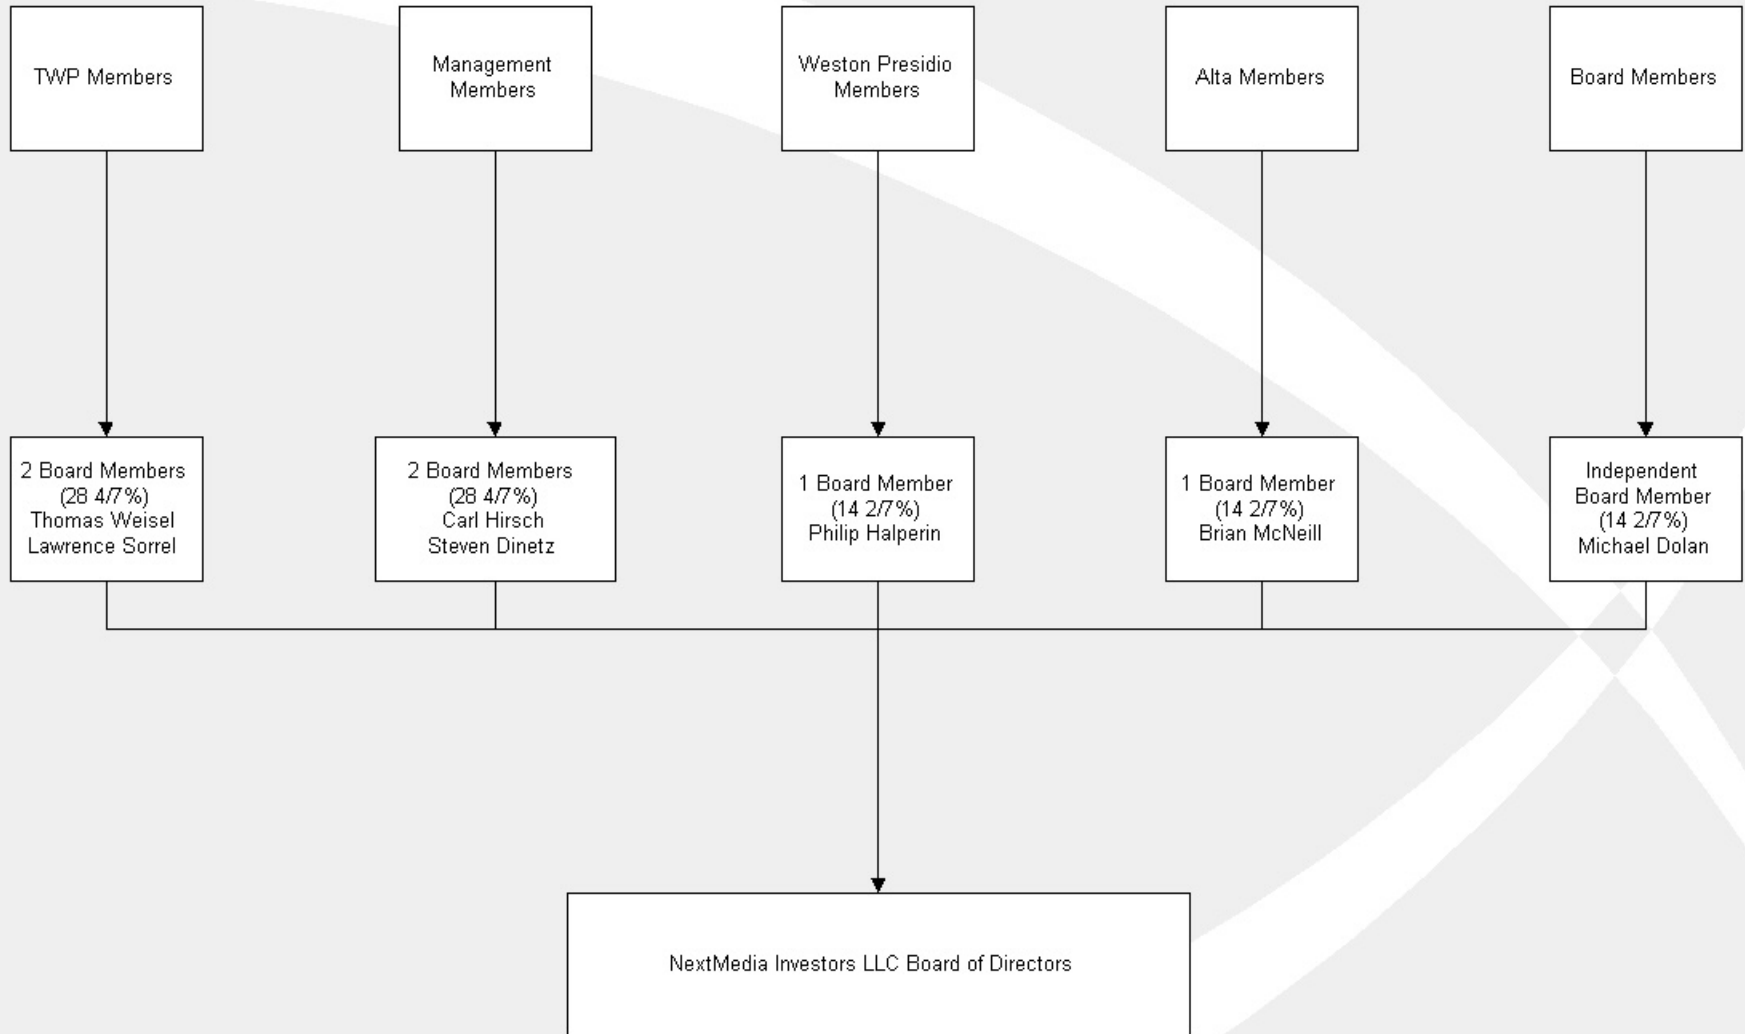 TWP Members
Management
Members
Weston Presidio
Members
Alta Members
Board Members
2 Board Members
(28 4/7%)
Thomas Weisel
Lawrence Sorrel
2 Board Members
(28 4/7%)
Carl Hirsch
Steven Dinetz
1 Board Member
(14 2/7%)
Philip Halperin
1 Board Member
(14 2/7%)
Brian McNeill
Independent
Board Member
(14 2/7%)
Michael Dolan
NextMedia Investors LLC Board of Directors